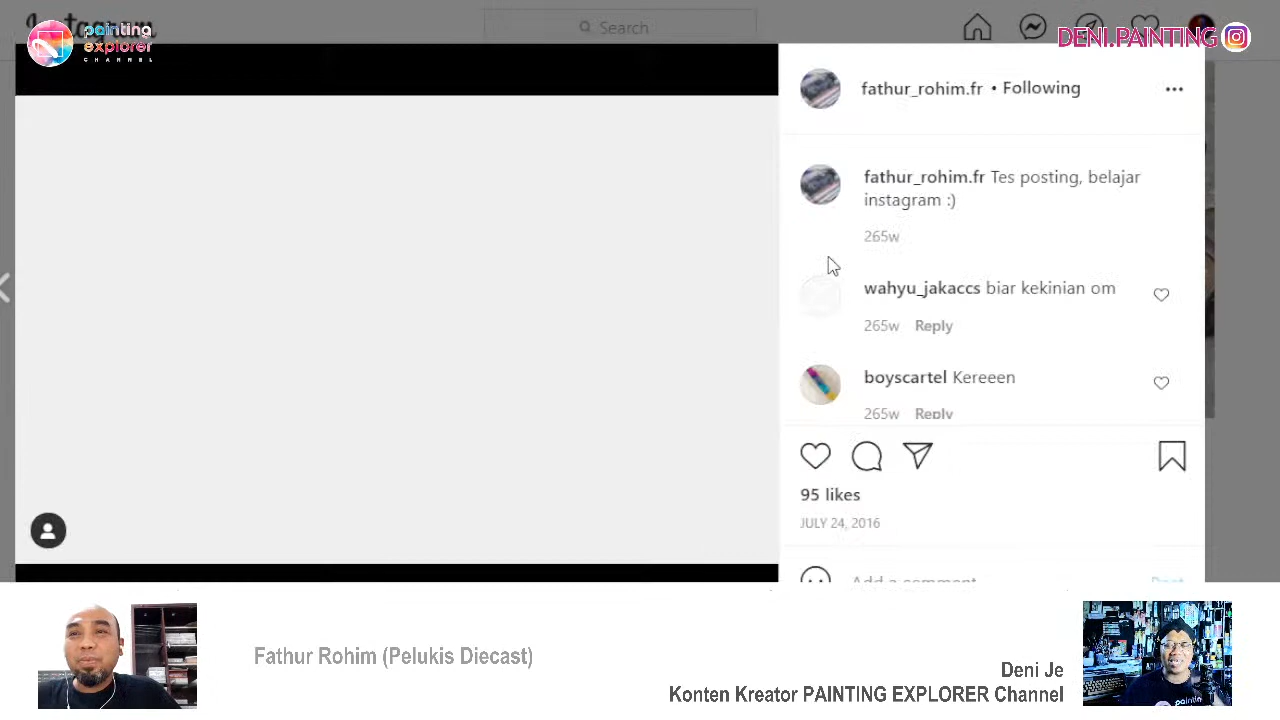 Instagram
painting
explorer
CHANNEL
Search
DENI.PAINTING
fathur_rohim.fr • Following
fathur_rohim.fr Tes posting, belajar
instagram :)
265w
wahyu_jakaccs biar kekinian om
265w Reply
boyscartel Kereeen
265w Reply
95 likes
JULY 24, 2016
Add a comment...
Post
Fathur Rohim (Pelukis Diecast)
Deni Je
Konten Kreator PAINTING EXPLORER Channel